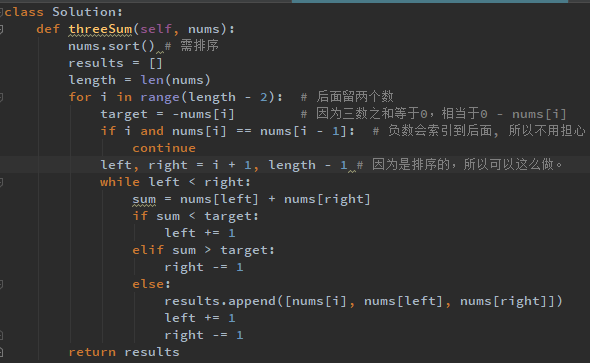 class Solution:
    def threeSum(self, nums):
        nums.sort() # 需排序
        results = []
        length = len(nums)
        for i in range(length - 2):  # 后面留两个数
            target = -nums[i]        # 因为三数之和等于0，相当于0 - nums[i]
            if i and nums[i] == nums[i - 1]:  # 负数会索引到后面, 所以不用担心
                continue
            left, right = i + 1, length - 1 # 因为是排序的，所以可以这么做。
            while left < right:
                sum = nums[left] + nums[right]
                if sum < target:
                    left += 1
                elif sum > target:
                    right -= 1
                else:
                    results.append([nums[i], nums[left], nums[right]])
                    left += 1
                    right -= 1
        return results